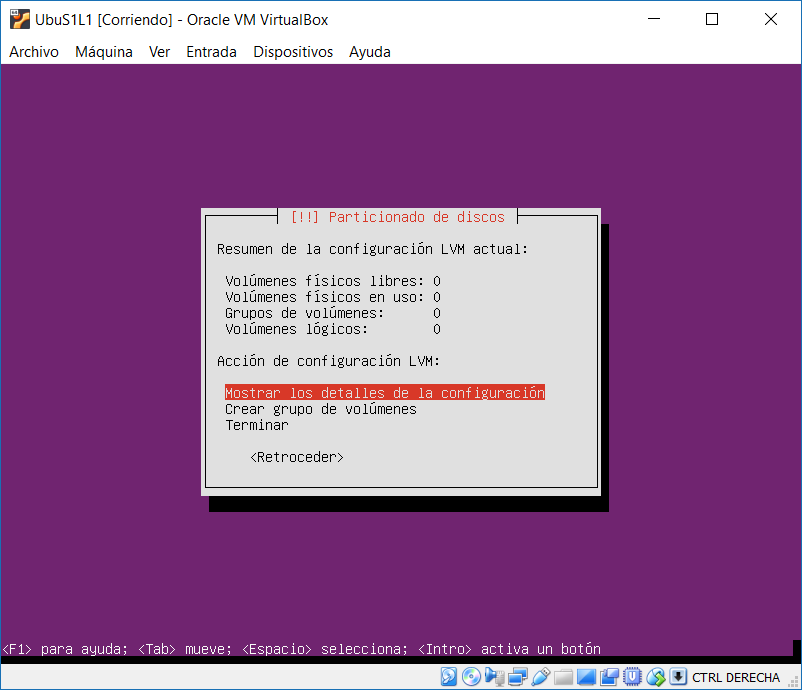 UbuS1L1 [Corriendo] - Oracle VM VirtualBox
Archivo Máquina Ver Entrada Dispositivos Ayuda
[!!] Particionado de discos
Resumen de la configuración LVM actual:
Volúmenes físicos libres: 0
Volúmenes físicos en uso: 0
Grupos de volúmenes: 0
Volúmenes lógicos: 0
Acción de configuración LVM:
Mostrar los detalles de la configuración
Crear grupo de volúmenes
Terminar
<Retroceder>
<F1> para ayuda; <Tab> mueve; <Espacio> selecciona; <Intro> activa un botón
CTRL DERECHA